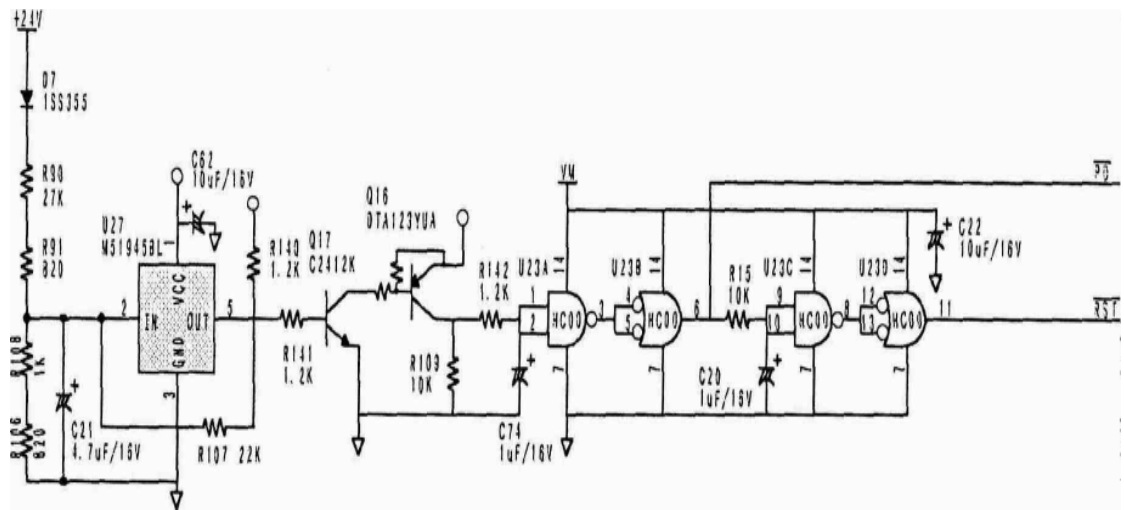 +24V
D7
1SS355
R90
27K
R91
820
R108
1K
R106
820
C21
4.7uF/16V
U27
M51945BL
VCC
IN
OUT
GND
2
5
3
C62
10uF/16V
R140
1.2K
R107 22K
R141
1.2K
Q17
C2412K
Q16
DTA123YUA
R109
10K
R142
1.2K
C74
1uF/16V
U23A
14
1
2
HC00
3
7
U23B
14
4
5
HC00
6
7
R15
10K
C20
1uF/16V
U23C
14
9
10
HC00
8
7
U23D
14
12
13
HC00
11
7
C22
10uF/16V
RST